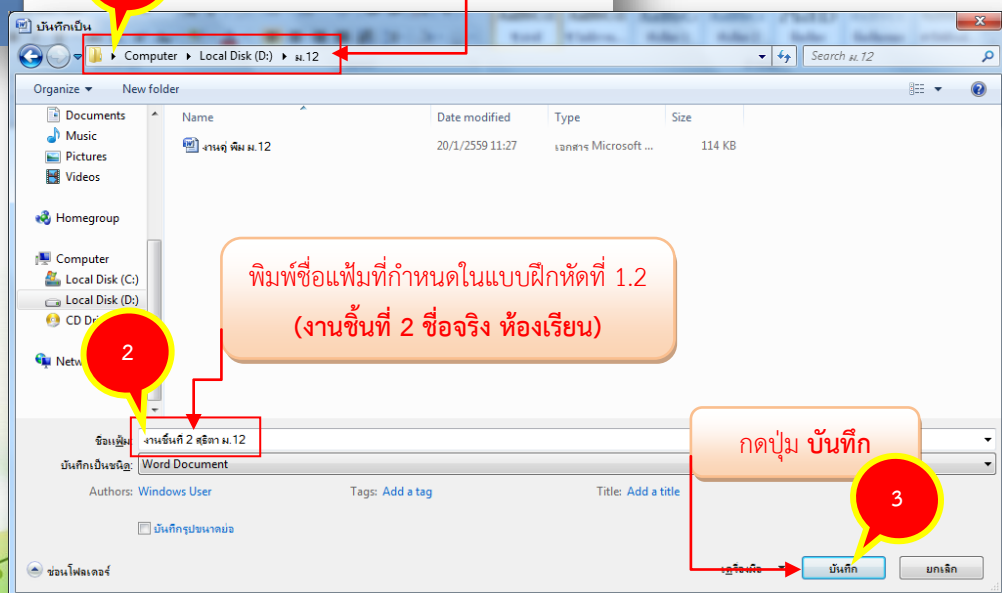 บันทึกเป็น
Computer ▸ Local Disk (D:) ▸ ม.12
Search ม.12
Organize
New folder
Documents
Music
Pictures
Videos
Homegroup
Computer
Local Disk (C:)
Local Disk (D:)
CD
Netw
Name Date modified Type Size
งานคู่ พิม ม.12 20/1/2559 11:27 เอกสาร Microsoft ... 114 KB
พิมพ์ชื่อแฟ้มที่กำหนดในแบบฝึกหัดที่ 1.2
(งานชิ้นที่ 2 ชื่อจริง ห้องเรียน)
2
ชื่อแฟ้ม: งานชิ้นที่ 2 สุธิตา ม.12
บันทึกเป็นชนิด: Word Document
กดปุ่ม บันทึก
3
Authors: Windows User Tags: Add a tag Title: Add a title
บันทึกรูปขนาดย่อ
ซ่อนโฟลเดอร์
เครื่องมือ
บันทึก
ยกเลิก